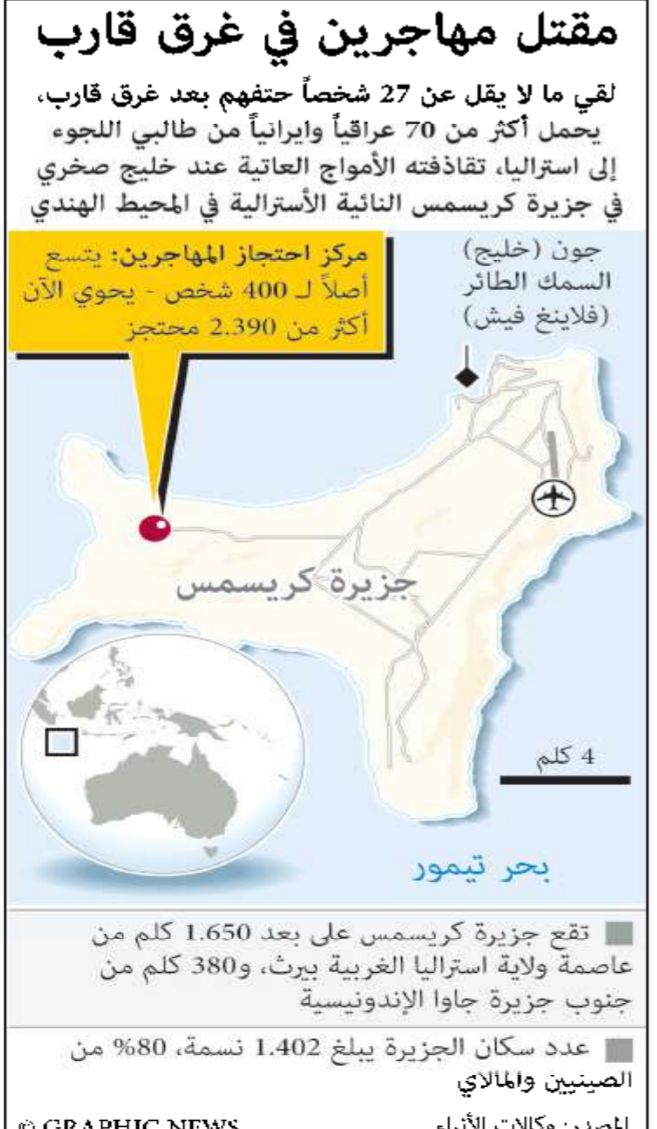 مقتل مهاجرين في غرق قارب
لقي ما لا يقل عن 27 شخصاً حتفهم بعد غرق قارب،
يحمل أكثر من 70 عراقياً وايرانياً من طالبي اللجوء
إلى استراليا، تقاذفته الأمواج العاتية عند خليج صخري
في جزيرة كريسمس النائية الأسترالية في المحيط الهندي
مركز احتجاز المهاجرين: يتسع
أصلاً لـ 400 شخص - يحوي الآن
أكثر من 2.390 محتجز
جون (خليج)
السمك الطائر
(فلاينغ فيش)
جزيرة كريسمس
4 كلم
بحر تيمور
تقع جزيرة كريسمس على بعد 1.650 كلم من
عاصمة ولاية استراليا الغربية بيرث، و380 كلم من
جنوب جزيرة جاوا الإندونيسية
عدد سكان الجزيرة يبلغ 1.402 نسمة، 80% من
الصينيين والمالاي
المصدر: وكالات الأنباء
© GRAPHIC NEWS